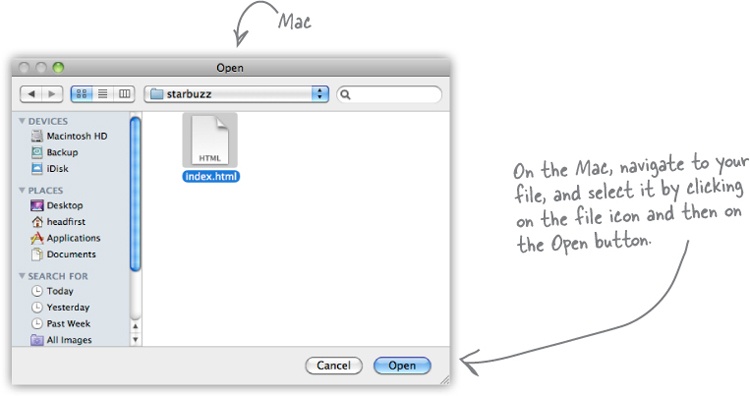 Mac
Open
starbuzz
DEVICES
Macintosh HD
Backup
iDisk
PLACES
Desktop
headfirst
Applications
Documents
SEARCH FOR
Today
Yesterday
Past Week
All Images
HTML
index.html
Cancel
Open
On the Mac, navigate to your
file, and select it by clicking
on the file icon and then on
the Open button.